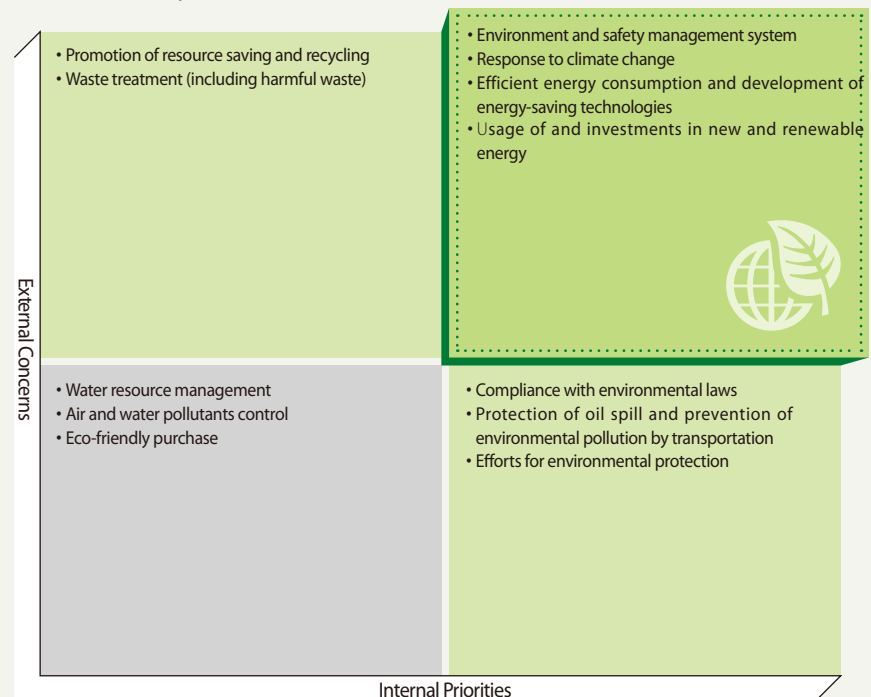 • Promotion of resource saving and recycling
• Waste treatment (including harmful waste)
• Environment and safety management system
• Response to climate change
• Efficient energy consumption and development of
energy-saving technologies
• Usage of and investments in new and renewable
energy
External Concerns
• Water resource management
• Air and water pollutants control
• Eco-friendly purchase
• Compliance with environmental laws
• Protection of oil spill and prevention of
environmental pollution by transportation
• Efforts for environmental protection
Internal Priorities